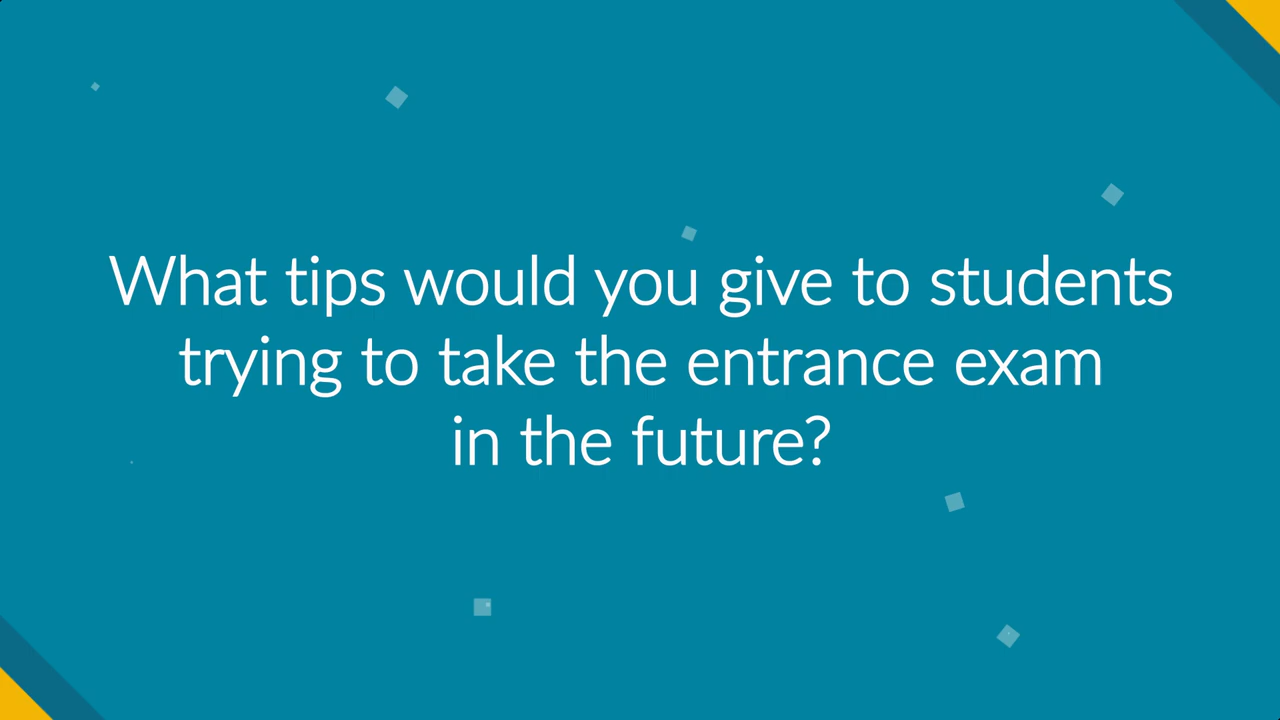 What tips would you give to students
trying to take the entrance exam
in the future?